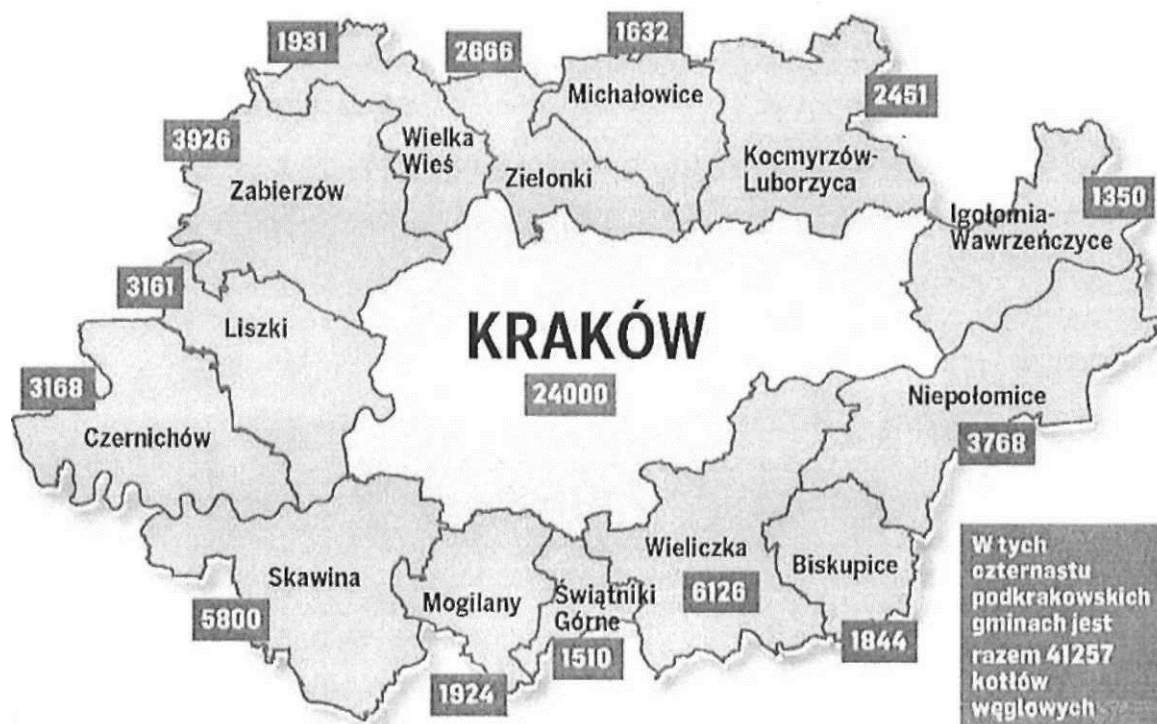 1931
2666
1632
Michałowice
2451
3926
Wielka
Wieś
Zabierzów
Zielonki
Kocmyrzów-
Luborzyca
1350
Igołomia-
Wawrzeńczyce
3161
Liszki
KRAKÓW
24000
3168
Czernichów
Niepołomice
3768
Skawina
5800
Mogilany
1924
Świątniki
Górne
1510
Wieliczka
6126
Biskupice
1844
W tych
czternastu
podkrakowskich
gminach jest
razem 41257
kotłów
węglowych